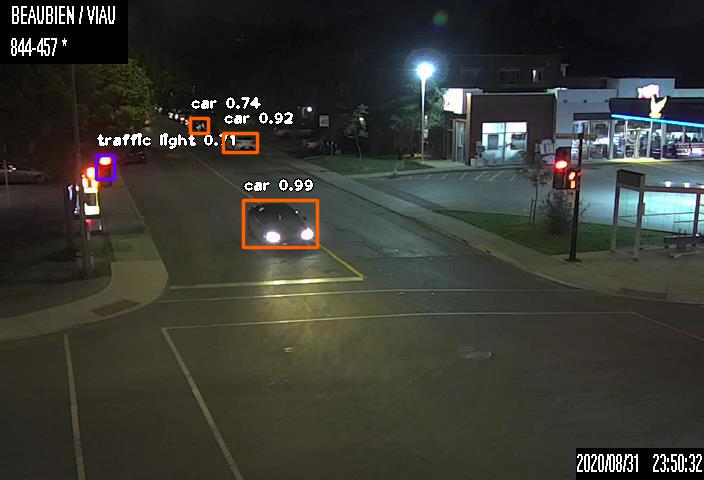 BEAUBIEN / VIAU
844-457 *
car 0.74
car 0.92
traffic light 0.71
car 0.99
2020/08/31 23:50:32